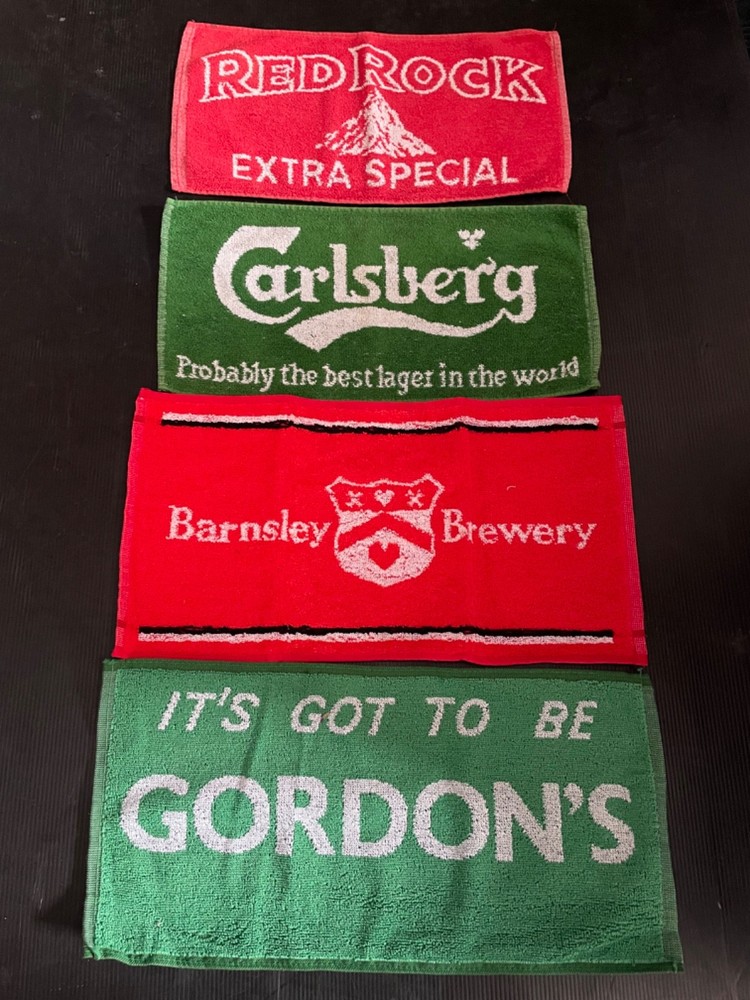 RED ROCK
EXTRA SPECIAL
Carlsberg
Probably the best lager in the world
Barnsley Brewery
IT'S GOT TO BE
GORDON'S